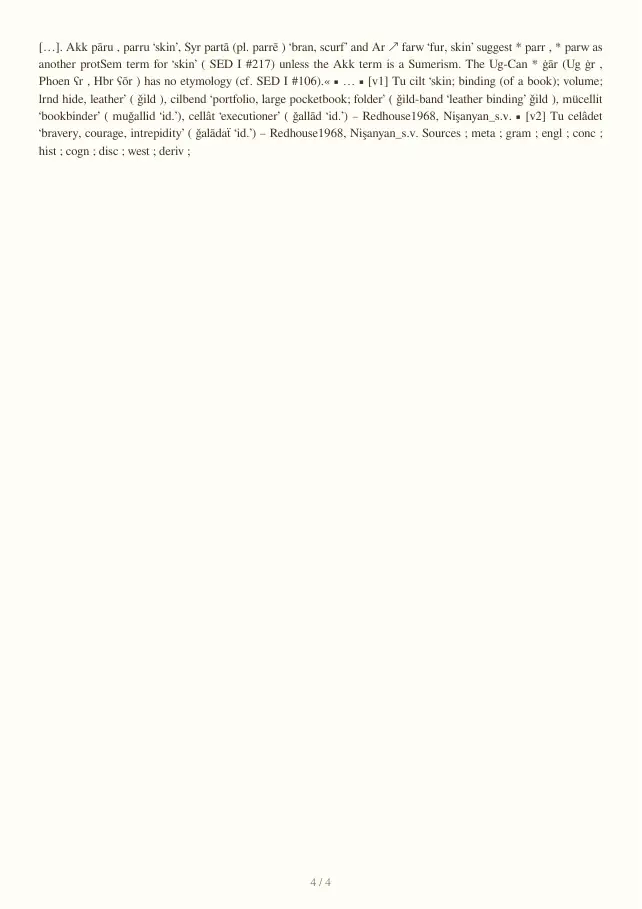 […]. Akk pāru , parru ‘skin’, Syr partā (pl. parrē ) ‘bran, scurf’ and Ar ↗ farw ‘fur, skin’ suggest * parr , * parw as
another protSem term for ‘skin’ ( SED I #217) unless the Akk term is a Sumerism. The Ug-Can * ġār (Ug ġr ,
Phoen ʕr , Hbr ʕōr ) has no etymology (cf. SED I #106).« ▪ … ▪ [v1] Tu cilt ‘skin; binding (of a book); volume;
lrnd hide, leather’ ( ǧild ), cilbend ‘portfolio, large pocketbook; folder’ ( ǧild-band ‘leather binding’ ǧild ), mücellit
‘bookbinder’ ( muǧallid ‘id.’), cellât ‘executioner’ ( ǧallād ‘id.’) – Redhouse1968, Nişanyan_s.v. ▪ [v2] Tu celâdet
‘bravery, courage, intrepidity’ ( ǧalādaẗ ‘id.’) – Redhouse1968, Nişanyan_s.v. Sources ; meta ; gram ; engl ; conc ;
hist ; cogn ; disc ; west ; deriv ;
4 / 4